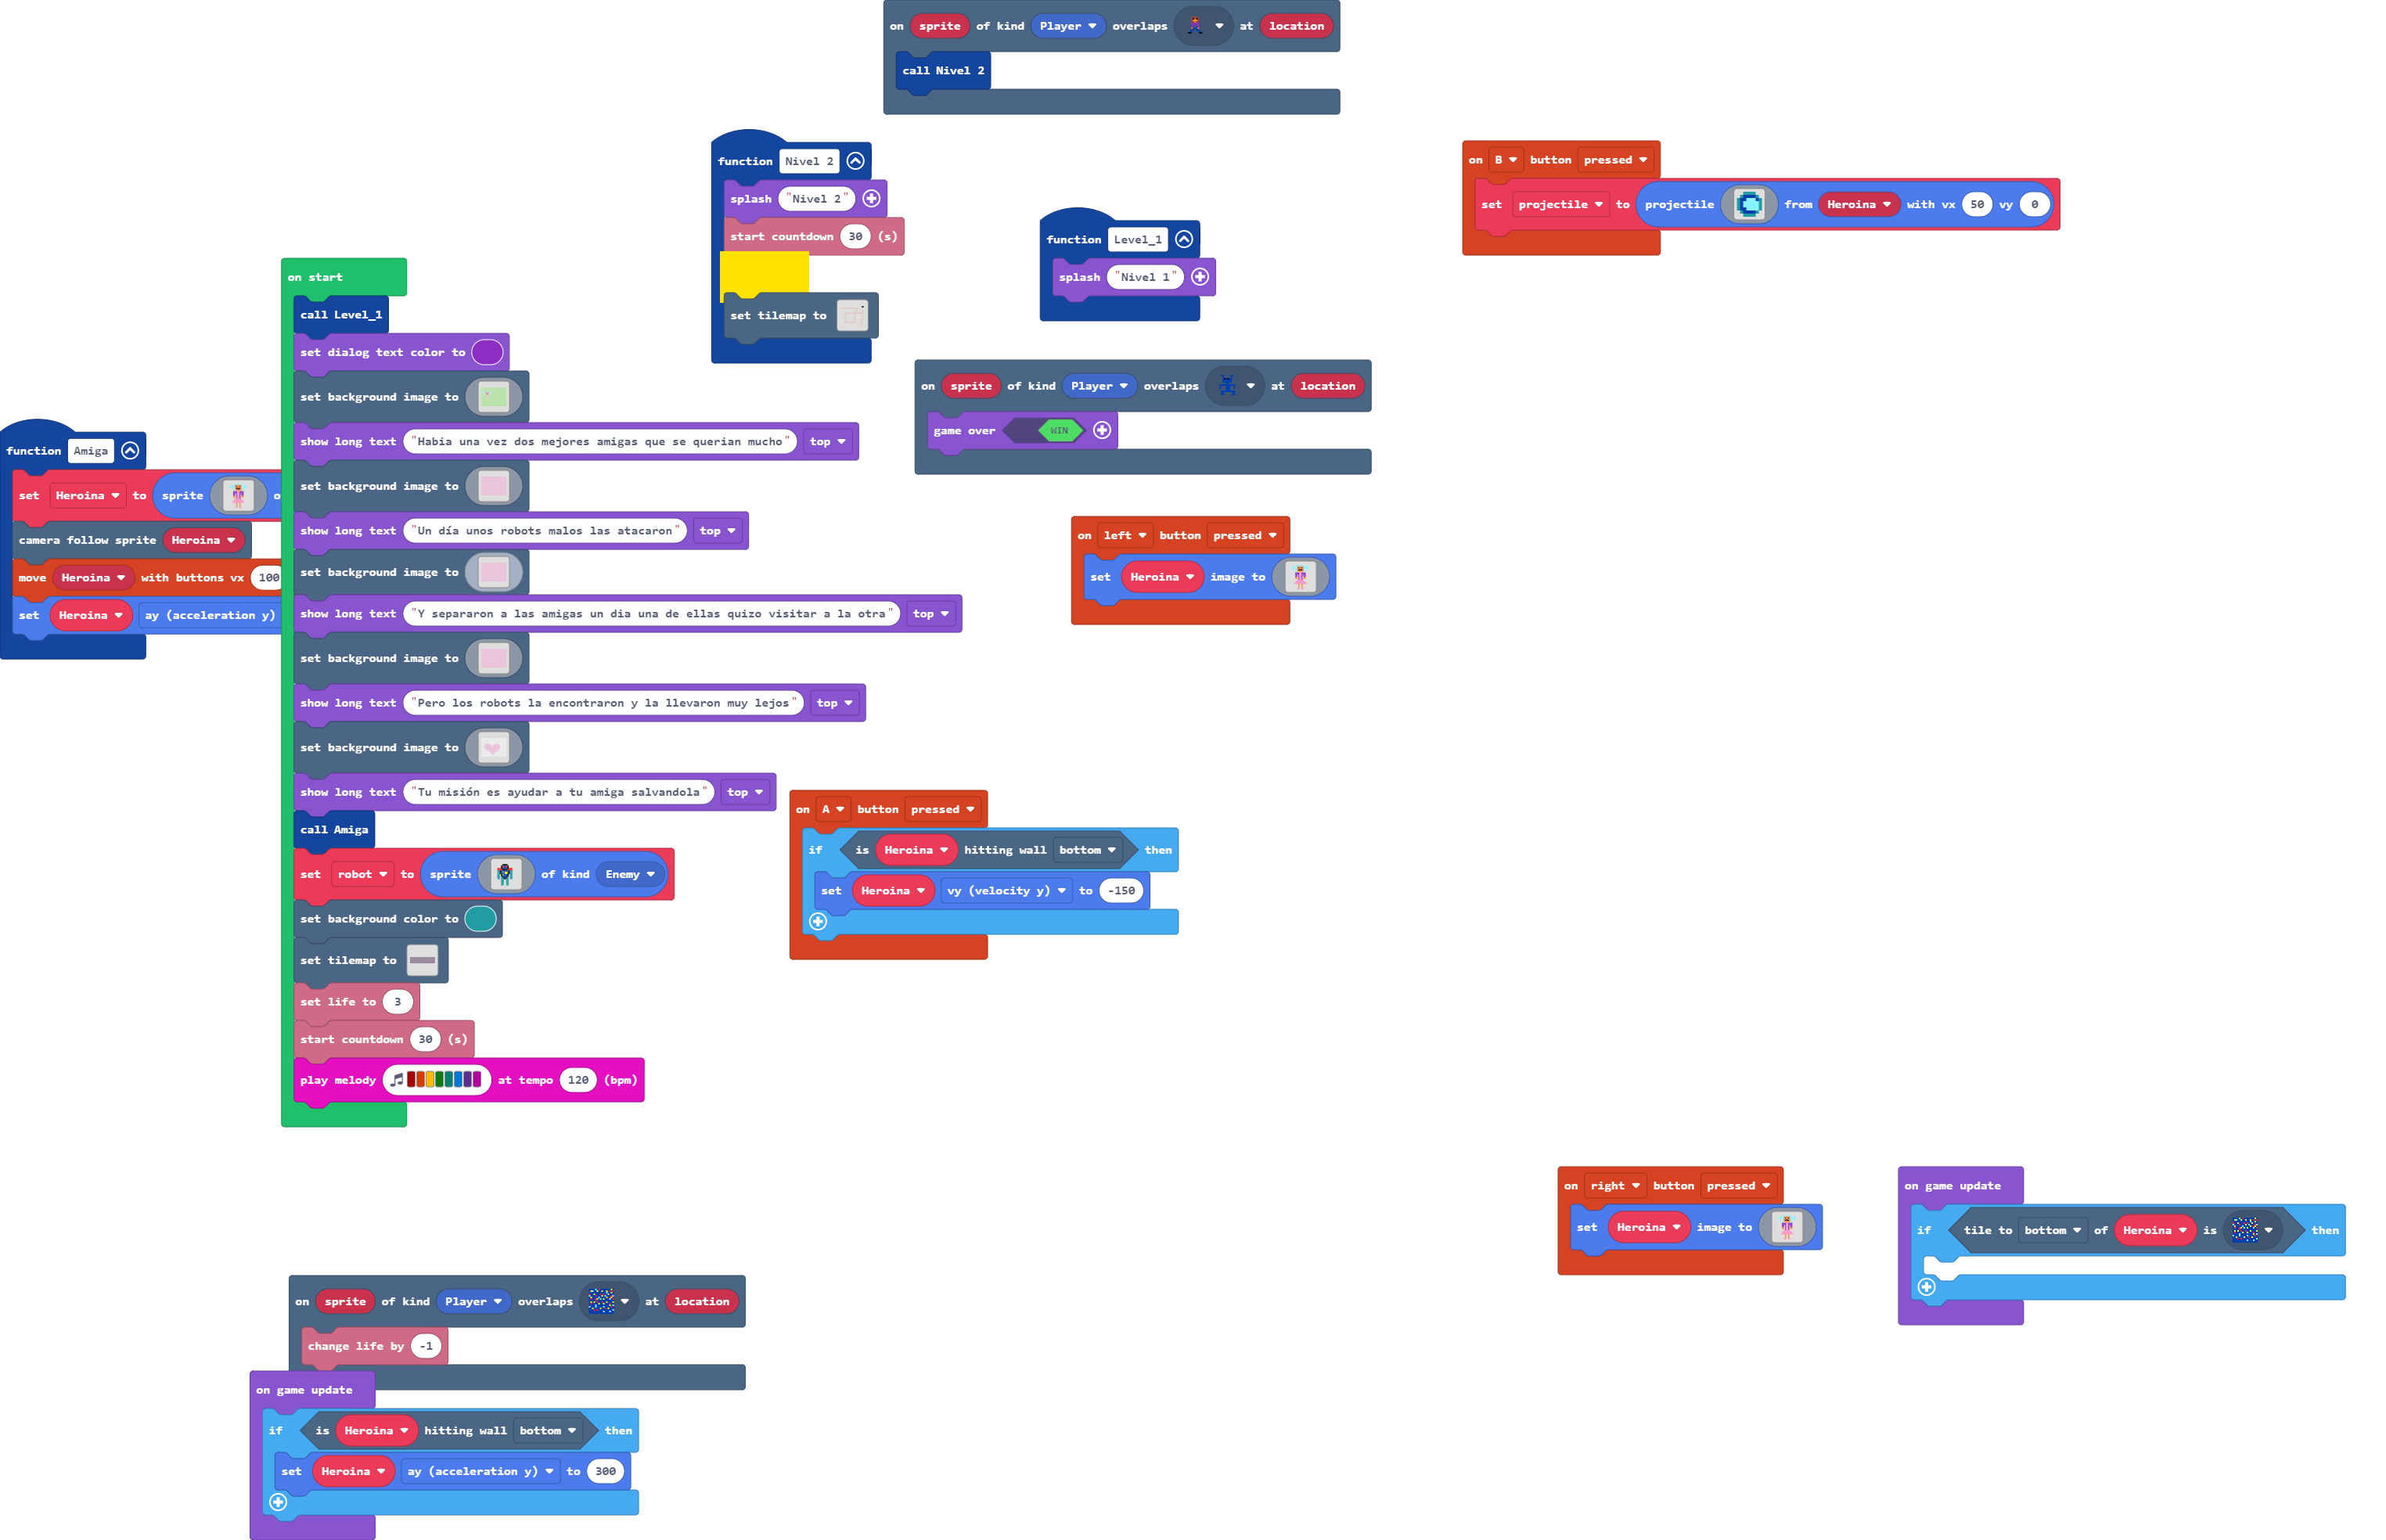 on sprite of kind Player overlaps at location
call Nivel 2
function Nivel 2
splash "Nivel 2"
start countdown 30 (s)
set tilemap to
on B button pressed
set projectile to projectile from Heroina with vx 50 vy 0
function Level_1
splash "Nivel 1"
on start
call Level_1
set dialog text color to
set background image to
show long text "Habia una vez dos mejores amigas que se querian mucho" top
set background image to
show long text "Un día unos robots malos las atacaron" top
set background image to
show long text "Y separaron a las amigas un dia una de ellas quizo visitar a la otra" top
set background image to
show long text "Pero los robots la encontraron y la llevaron muy lejos" top
set background image to
show long text "Tu misión es ayudar a tu amiga salvandola" top
call Amiga
set robot to sprite of kind Enemy
set background color to
set tilemap to
set life to 3
start countdown 30 (s)
play melody at tempo 120 (bpm)
function Amiga
set Heroina to sprite o
camera follow sprite Heroina
move Heroina with buttons vx 100
set Heroina ay (acceleration y)
on sprite of kind Player overlaps at location
game over WIN
on left button pressed
set Heroina image to
on A button pressed
if is Heroina hitting wall bottom then
set Heroina vy (velocity y) to -150
on right button pressed
set Heroina image to
on game update
if tile to bottom of Heroina is then
on sprite of kind Player overlaps at location
change life by -1
on game update
if is Heroina hitting wall bottom then
set Heroina ay (acceleration y) to 300